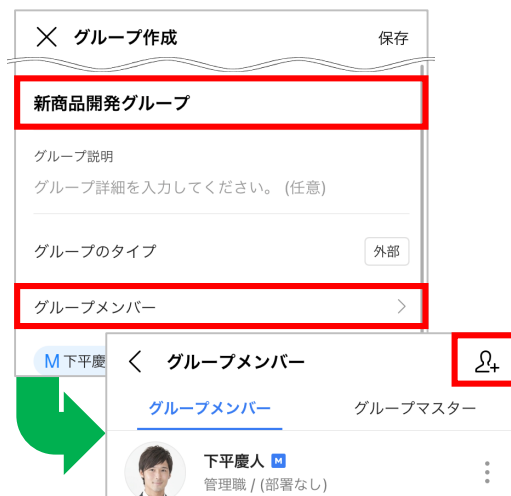 グループ作成
保存
新商品開発グループ
グループ説明
グループ詳細を入力してください。 (任意)
グループのタイプ
外部
グループメンバー
M 下平慶
グループメンバー
グループメンバー
グループマスター
下平慶人 M
管理職 / (部署なし)